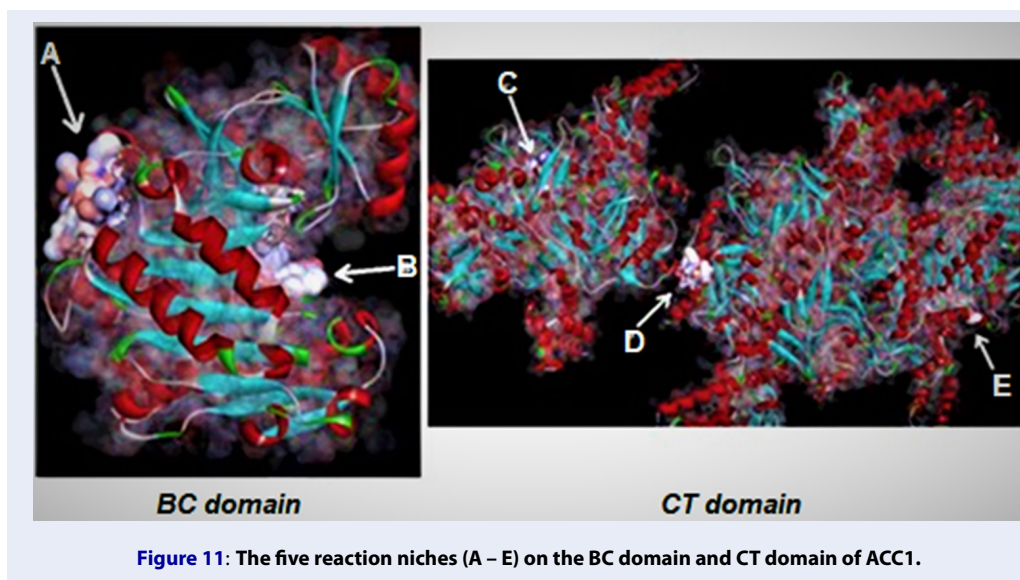 A
B
C
D
E
BC domain
CT domain
Figure 11: The five reaction niches (A – E) on the BC domain and CT domain of ACC1.